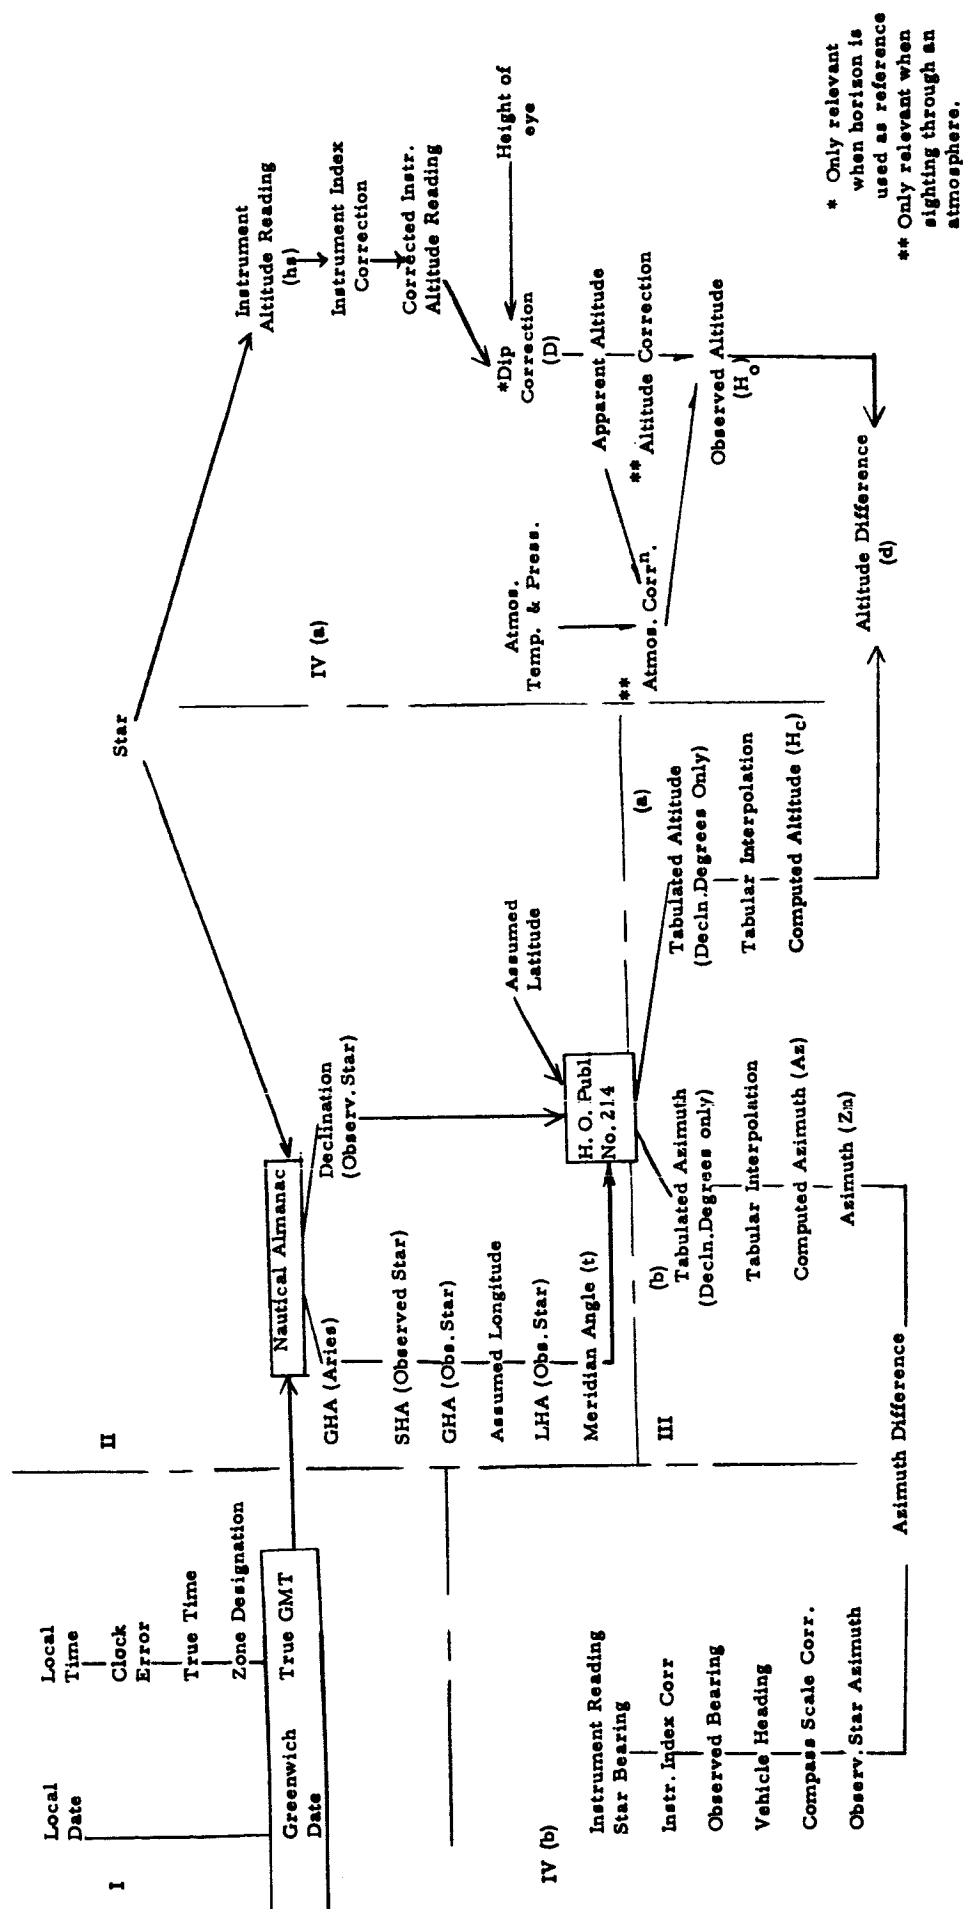 I
Local
Date
Local
Time
Clock
Error
True Time
Zone Designation
Greenwich
Date
True GMT
II
Star
Nautical Almanac
GHA (Aries)
SHA (Observed Star)
GHA (Obs. Star)
Assumed Longitude
LHA (Obs. Star)
Meridian Angle (t)
Declination
(Observ. Star)
Assumed
Latitude
H. O. Publ.
No. 214
III
(b)
Tabulated Azimuth
(Decln. Degrees only)
Tabular Interpolation
Computed Azimuth (Az)
Azimuth (Zn)
(a)
Tabulated Altitude
(Decln. Degrees Only)
Tabular Interpolation
Computed Altitude (Hc)
IV (a)
Instrument
Altitude Reading
(hs)
Instrument Index
Correction
Corrected Instr.
Altitude Reading
*Dip
Correction
(D)
Height of
eye
Apparent Altitude
** Altitude Correction
Observed Altitude
(Ho)
Atmos.
Temp. & Press.
**
Atmos. Corrn.
Altitude Difference
(d)
IV (b)
Instrument Reading
Star Bearing
Instr. Index Corr
Observed Bearing
Vehicle Heading
Compass Scale Corr.
Observ. Star Azimuth
Azimuth Difference
* Only relevant
when horizon is
used as reference
** Only relevant when
sighting through an
atmosphere.